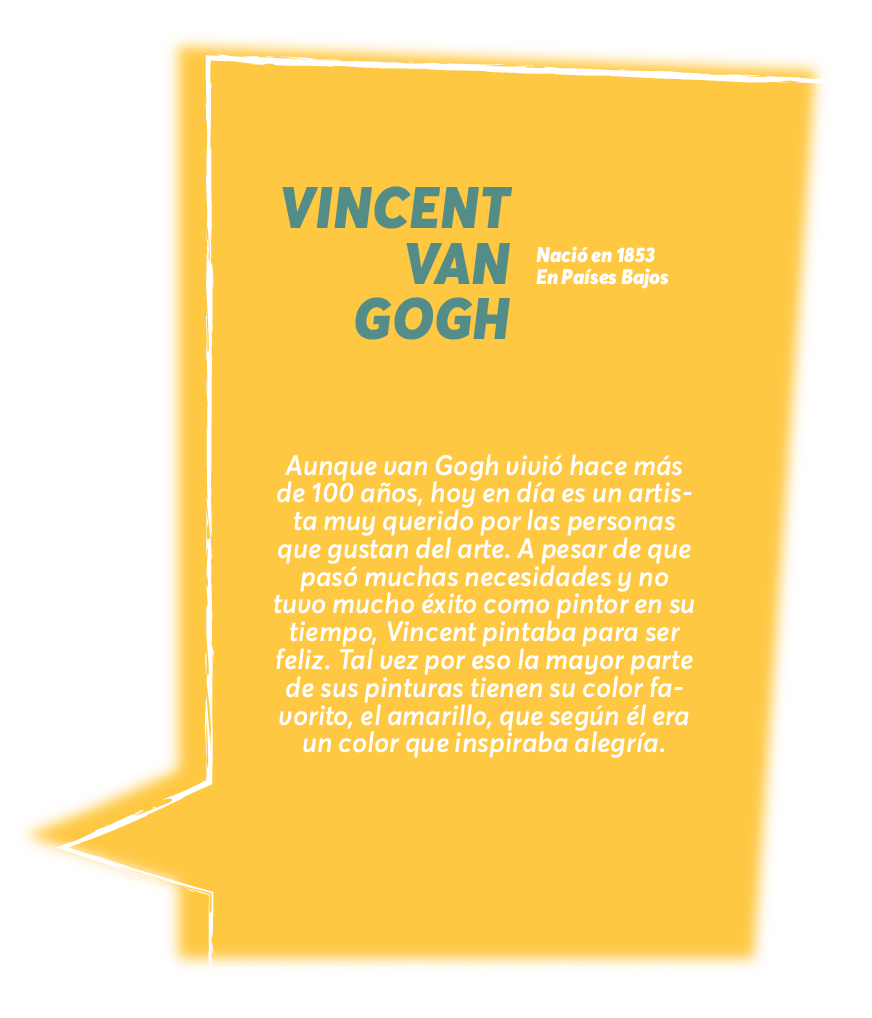 VINCENT
VAN
GOGH
Nació en 1853
En Países Bajos
Aunque van Gogh vivió hace más
de 100 años, hoy en día es un artis-
ta muy querido por las personas
que gustan del arte. A pesar de que
pasó muchas necesidades y no
tuvo mucho éxito como pintor en su
tiempo, Vincent pintaba para ser
feliz. Tal vez por eso la mayor parte
de sus pinturas tienen su color fa-
vorito, el amarillo, que según él era
un color que inspiraba alegría.